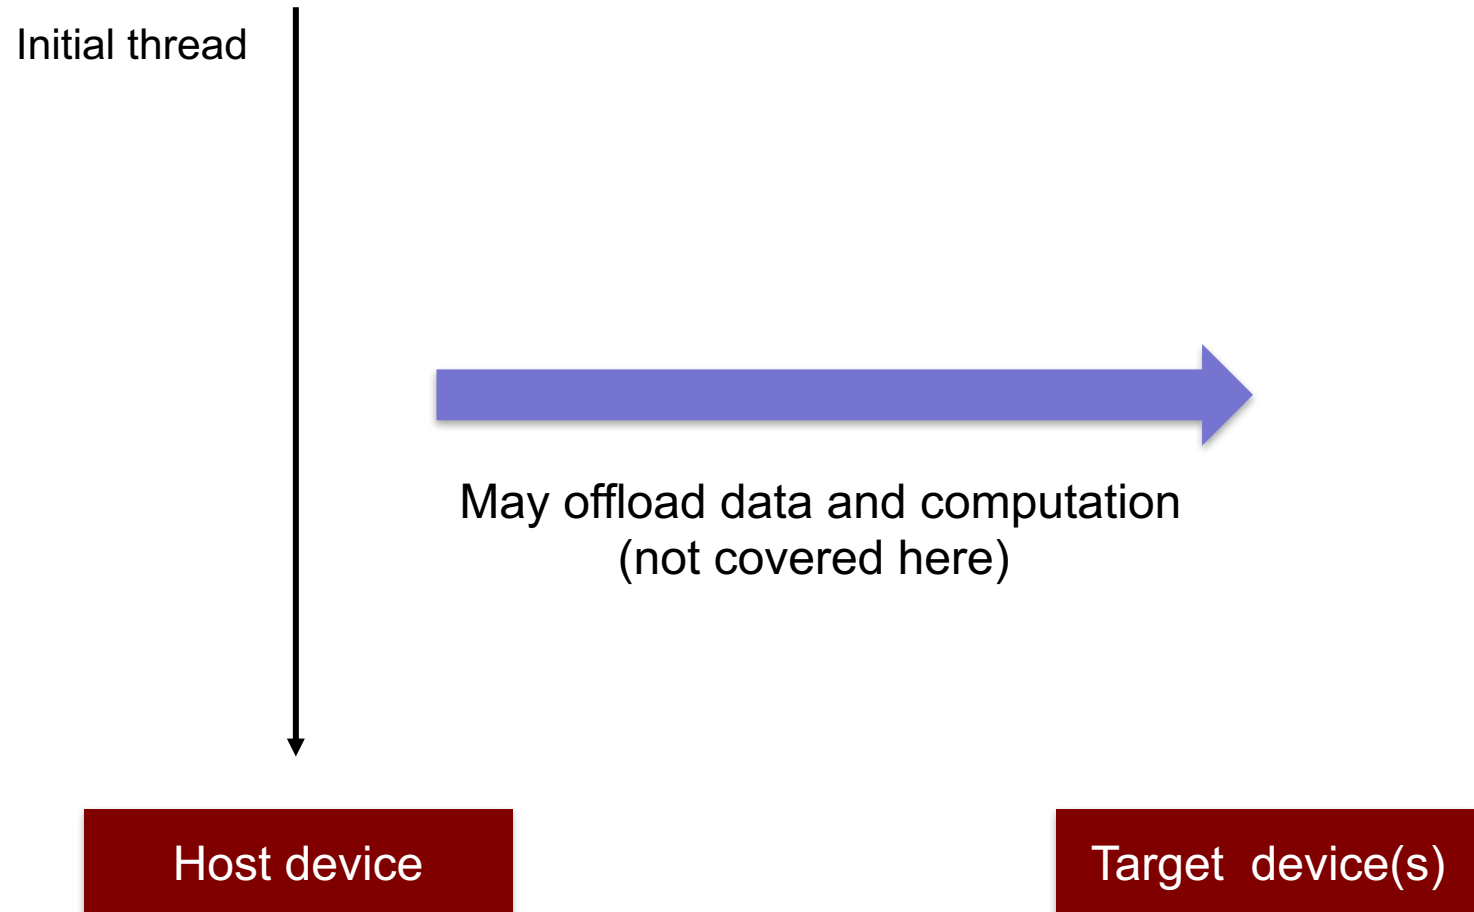 Initial thread
May offload data and computation
(not covered here)
Host device
Target device(s)